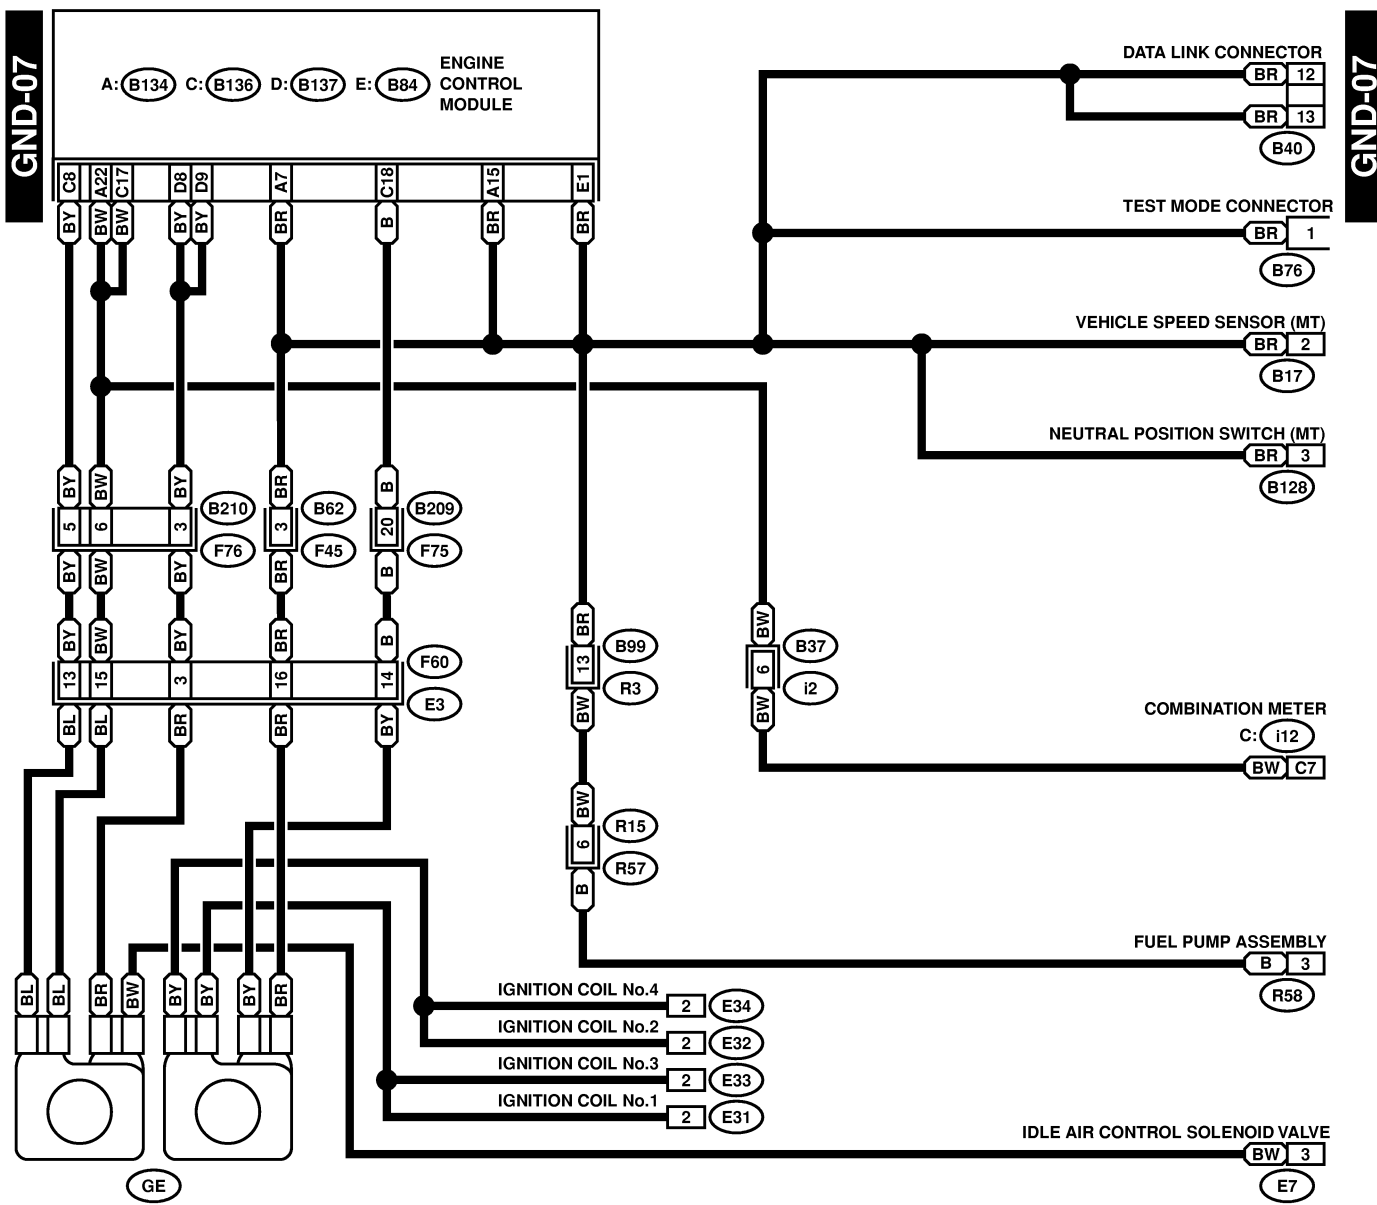 GND-07
GND-07
A: B134 C: B136 D: B137 E: B84
ENGINE
CONTROL
MODULE
C8 A22 C17 D8 D9 A7 C18 A15 E1
BY BW BW BY BY BR B BR BR
DATA LINK CONNECTOR
BR 12
BR 13
B40
TEST MODE CONNECTOR
BR 1
B76
VEHICLE SPEED SENSOR (MT)
BR 2
B17
NEUTRAL POSITION SWITCH (MT)
BR 3
B128
BY BW BY BR B
B210 B62 B209
5 6 3 3 20
F76 F45 F75
BY BW BY BR B
BY BW BY BR B
F60
13 15 3 16 14
E3
BL BL BR BR BY
BR
B99
13
R3
BW
BW
B37
6
i2
BW
COMBINATION METER
C: i12
BW C7
BW
R15
6
R57
B
FUEL PUMP ASSEMBLY
B 3
R58
BL BL BR BW BY BY BY BR
IGNITION COIL No.4
2 E34
IGNITION COIL No.2
2 E32
IGNITION COIL No.3
2 E33
IGNITION COIL No.1
2 E31
IDLE AIR CONTROL SOLENOID VALVE
BW 3
E7
GE